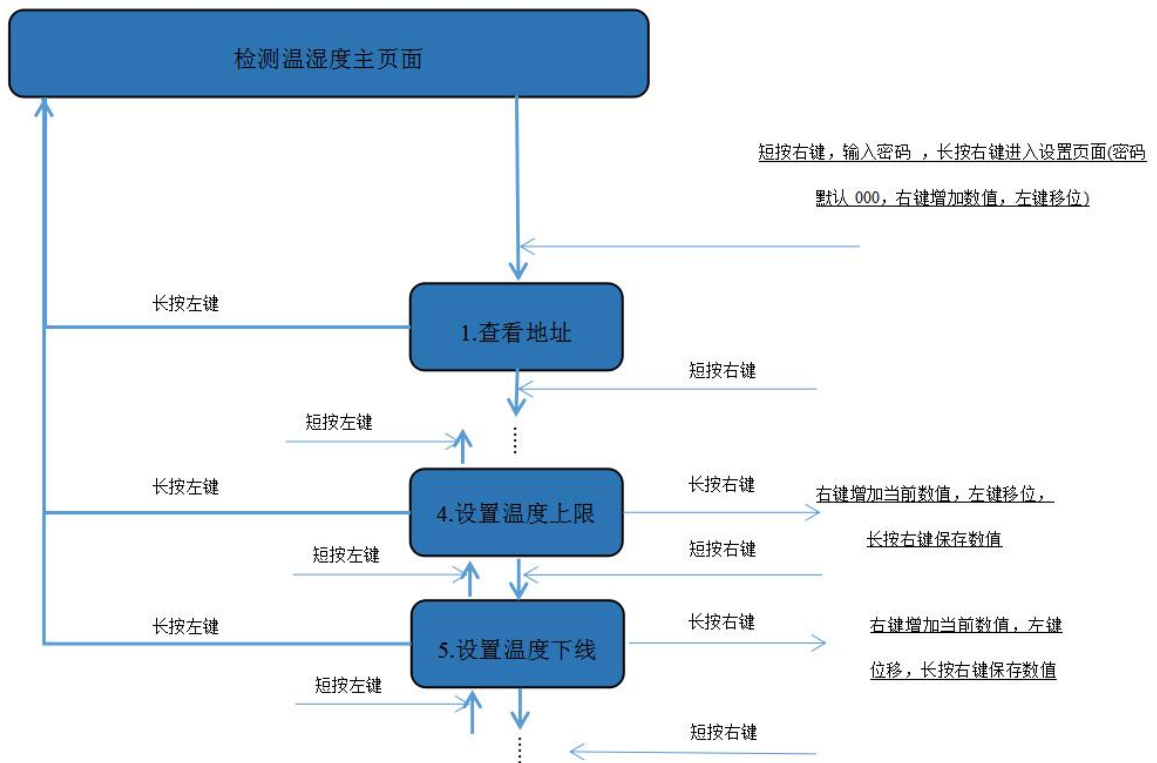 检测温湿度主页面
短按右键，输入密码 ，长按右键进入设置页面(密码
默认 000，右键增加数值，左键移位)
长按左键
1.查看地址
短按右键
短按左键
长按左键
4.设置温度上限
长按右键
右键增加当前数值，左键移位，
长按右键保存数值
短按左键
短按右键
长按左键
5.设置温度下线
长按右键
右键增加当前数值，左键
位移，长按右键保存数值
短按左键
短按右键